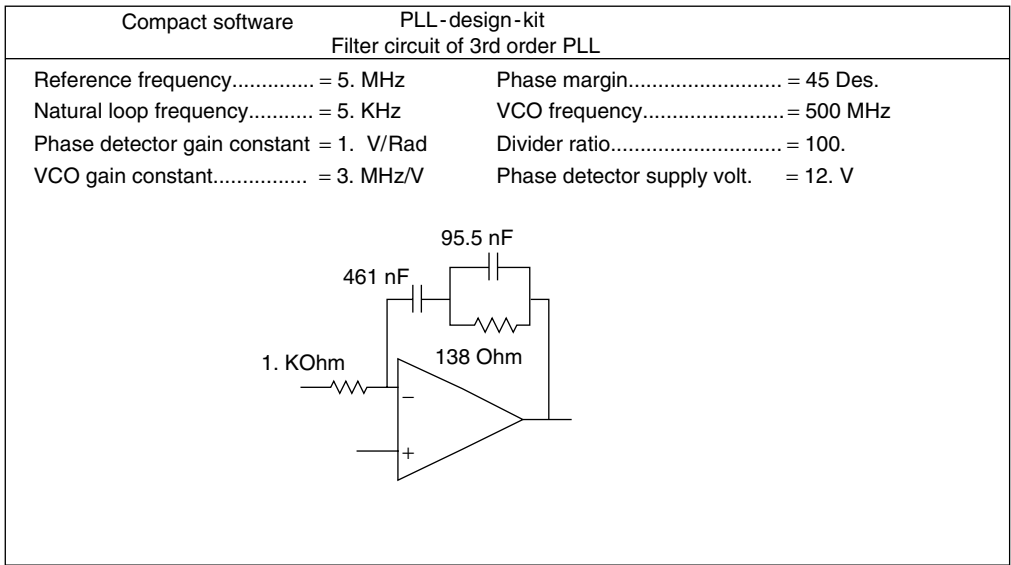 Compact software PLL-design-kit
Filter circuit of 3rd order PLL
Reference frequency.............. = 5. MHz Phase margin............................ = 45 Des.
Natural loop frequency........... = 5. KHz VCO frequency.......................... = 500 MHz
Phase detector gain constant = 1. V/Rad Divider ratio............................... = 100.
VCO gain constant................ = 3. MHz/V Phase detector supply volt. = 12. V
95.5 nF
461 nF
1. KOhm
138 Ohm
−
+